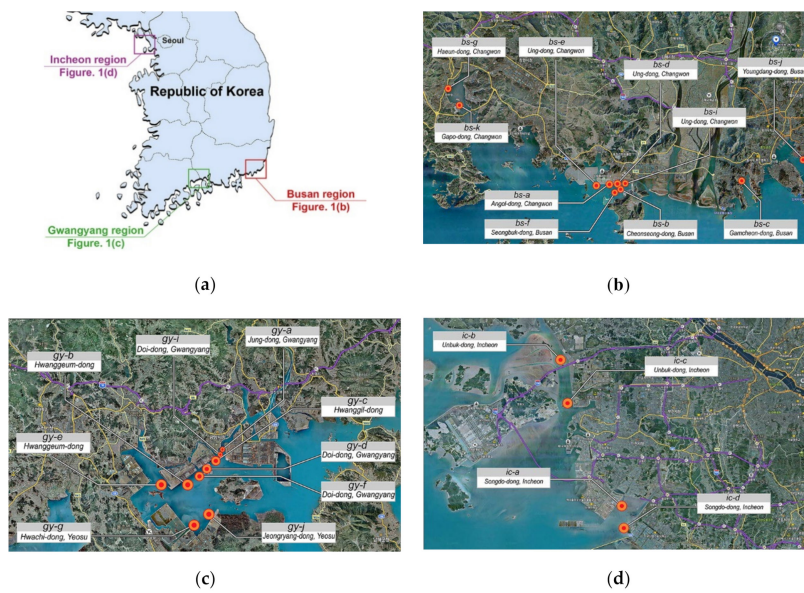 Seoul
Incheon region
Figure. 1(d)
Republic of Korea
Busan region
Figure. 1(b)
Gwangyang region
Figure. 1(c)
(a)
bs-g
Haeun-dong, Changwon
bs-e
Ung-dong, Changwon
bs-d
Ung-dong, Changwon
bs-j
Youngdang-dong, Busan
bs-k
Gapo-dong, Changwon
bs-i
Ung-dong, Changwon
bs-a
Angol-dong, Changwon
bs-f
Seongbuk-dong, Busan
bs-b
Cheonseong-dong, Busan
bs-c
Gamcheon-dong, Busan
(b)
gy-i
Doi-dong, Gwangyang
gy-a
Jung-dong, Gwangyang
gy-b
Hwanggeum-dong
gy-c
Hwanggil-dong
gy-e
Hwanggeum-dong
gy-d
Doi-dong, Gwangyang
gy-f
Doi-dong, Gwangyang
gy-g
Hwachi-dong, Yeosu
gy-j
Jeongryang-dong, Yeosu
(c)
ic-b
Unbuk-dong, Incheon
ic-c
Unbuk-dong, Incheon
ic-a
Songdo-dong, Incheon
ic-d
Songdo-dong, Incheon
(d)